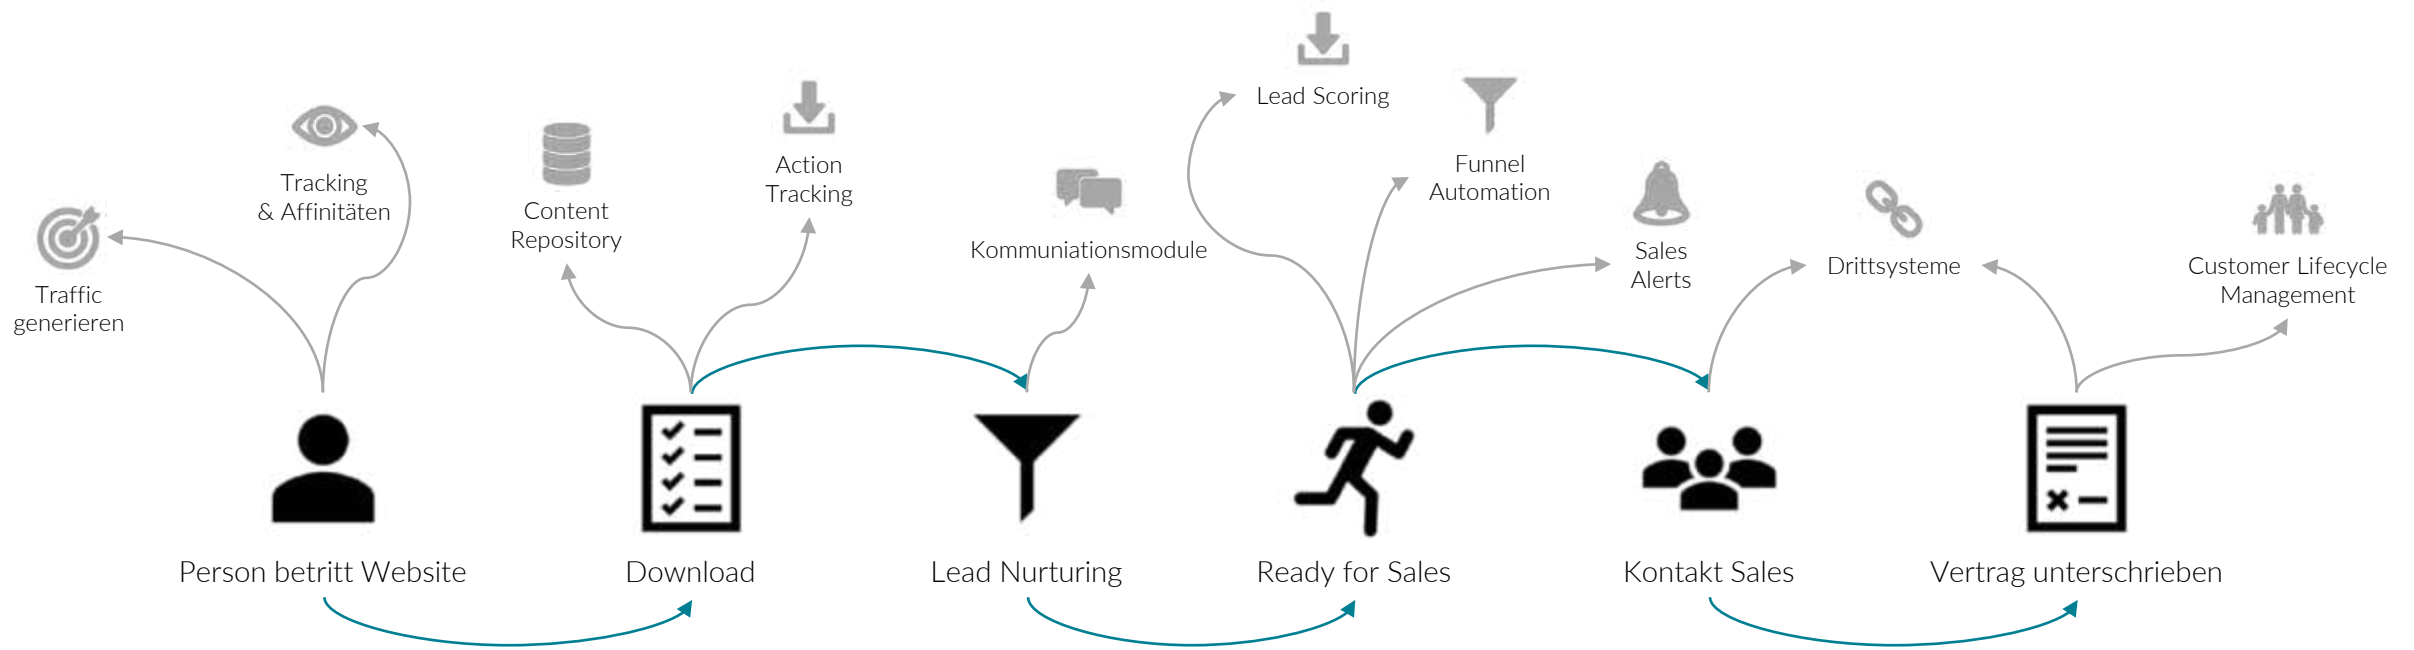 Lead Scoring
Tracking
& Affinitäten
Content
Repository
Action
Tracking
Kommuniationsmodule
Funnel
Automation
Sales
Alerts
Drittsysteme
Customer Lifecycle
Management
Traffic
generieren
Person betritt Website
Download
Lead Nurturing
Ready for Sales
Kontakt Sales
Vertrag unterschrieben